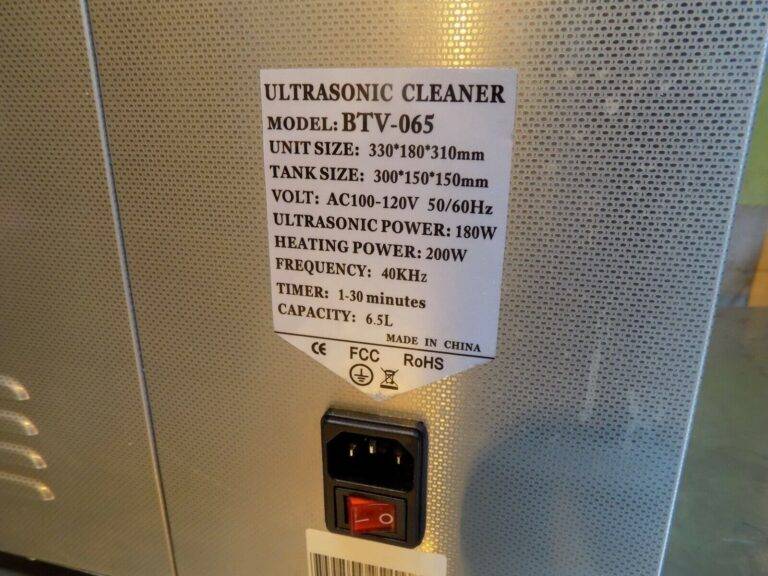 ULTRASONIC CLEANER
MODEL: BTV-065
UNIT SIZE: 330*180*310mm
TANK SIZE: 300*150*150mm
VOLT: AC100-120V 50/60Hz
ULTRASONIC POWER: 180W
HEATING POWER: 200W
FREQUENCY: 40KHz
TIMER: 1-30 minutes
CAPACITY: 6.5L
MADE IN CHINA
CE FCC RoHS
I O